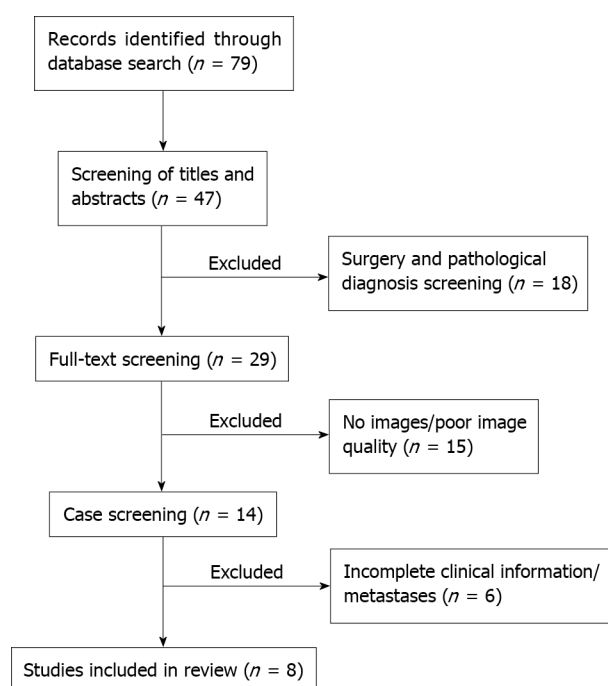 Records identified through
database search (n = 79)
Screening of titles and
abstracts (n = 47)
Excluded
Surgery and pathological
diagnosis screening (n = 18)
Full-text screening (n = 29)
Excluded
No images/poor image
quality (n = 15)
Case screening (n = 14)
Excluded
Incomplete clinical information/
metastases (n = 6)
Studies included in review (n = 8)